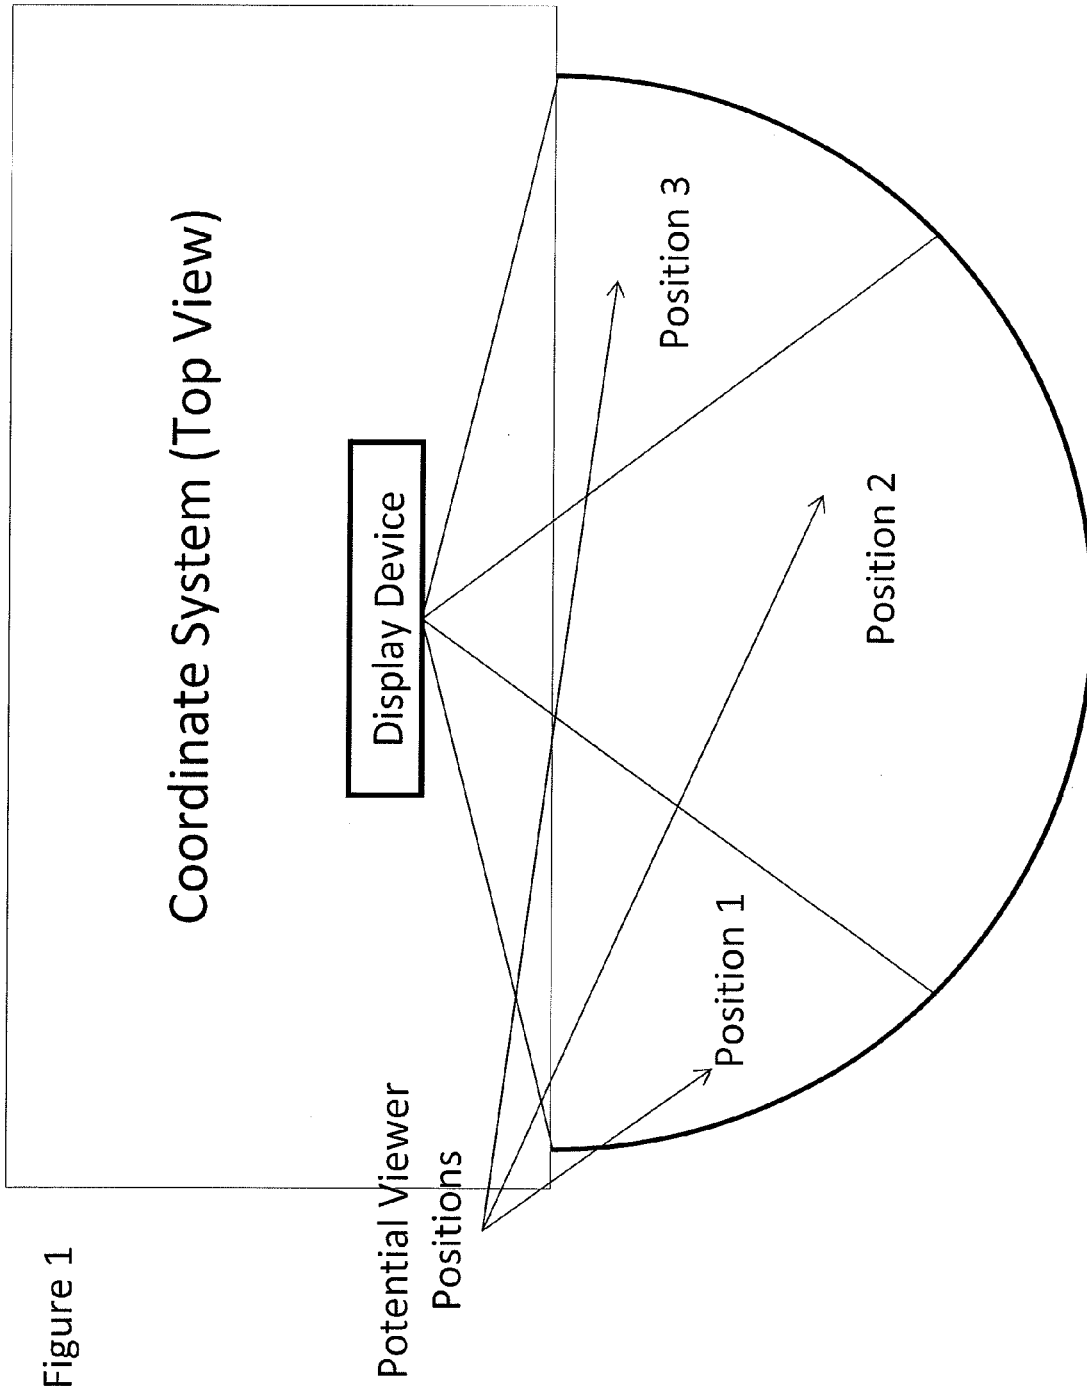 Figure 1
Coordinate System (Top View)
Display Device
Potential Viewer
Positions
Position 1
Position 2
Position 3